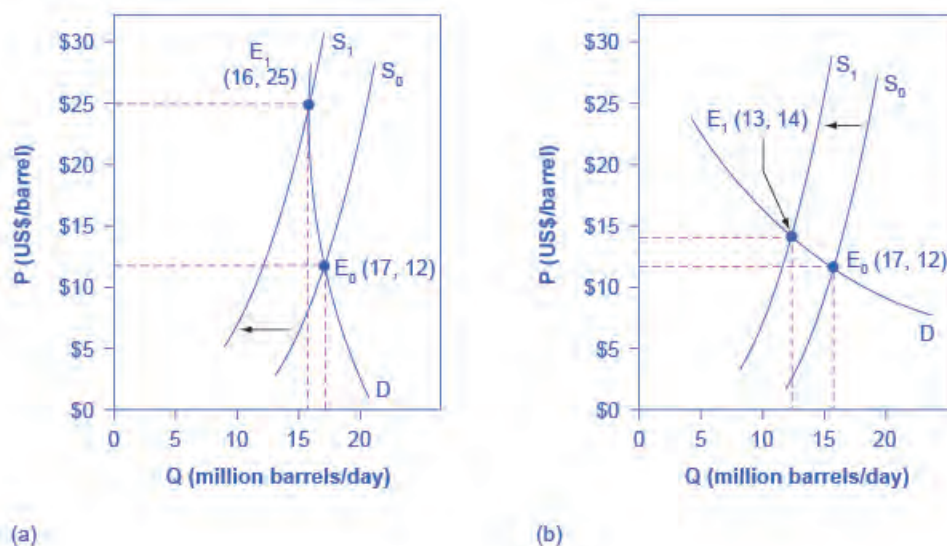 $30
$25
$20
$15
$10
$5
$0
P (US$/barrel)
E1
(16, 25)
S1
S0
E0 (17, 12)
D
0 5 10 15 20
Q (million barrels/day)
(a)
$30
$25
$20
$15
$10
$5
$0
P (US$/barrel)
S1
S0
E1 (13, 14)
E0 (17, 12)
D
0 5 10 15 20
Q (million barrels/day)
(b)